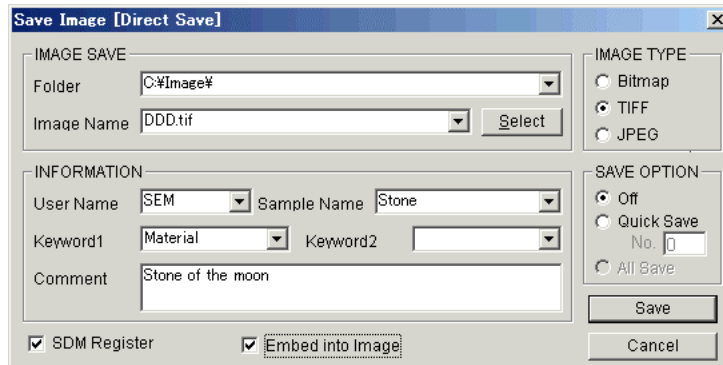 Save Image [Direct Save]
IMAGE SAVE
Folder C:¥Image¥
Image Name DDD.tif Select
IMAGE TYPE
Bitmap
TIFF
JPEG
INFORMATION
User Name SEM Sample Name Stone
Keyword1 Material Keyword2
Comment Stone of the moon
SAVE OPTION
Off
Quick Save
No. 0
All Save
SDM Register Embed into Image
Save
Cancel